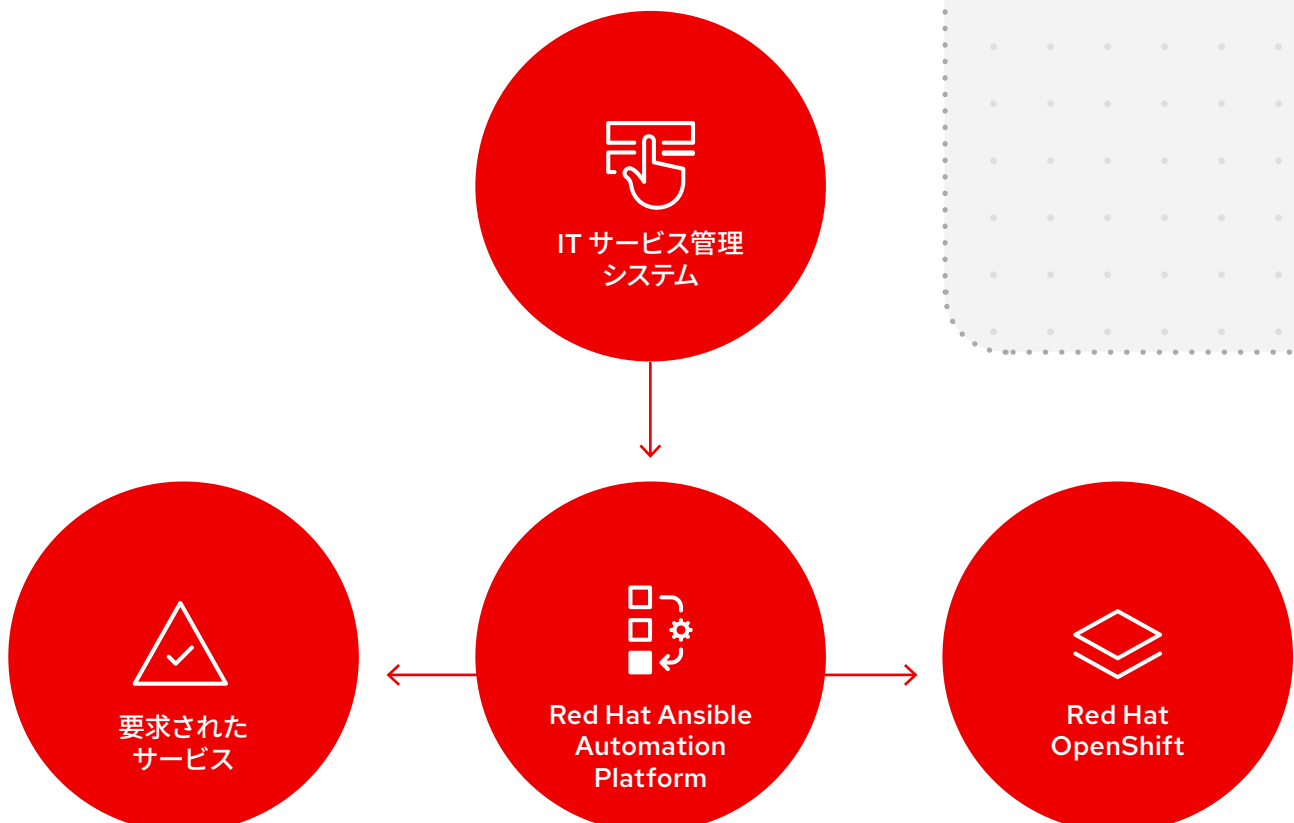 IT サービス管理
システム
要求された
サービス
Red Hat Ansible
Automation
Platform
Red Hat
OpenShift